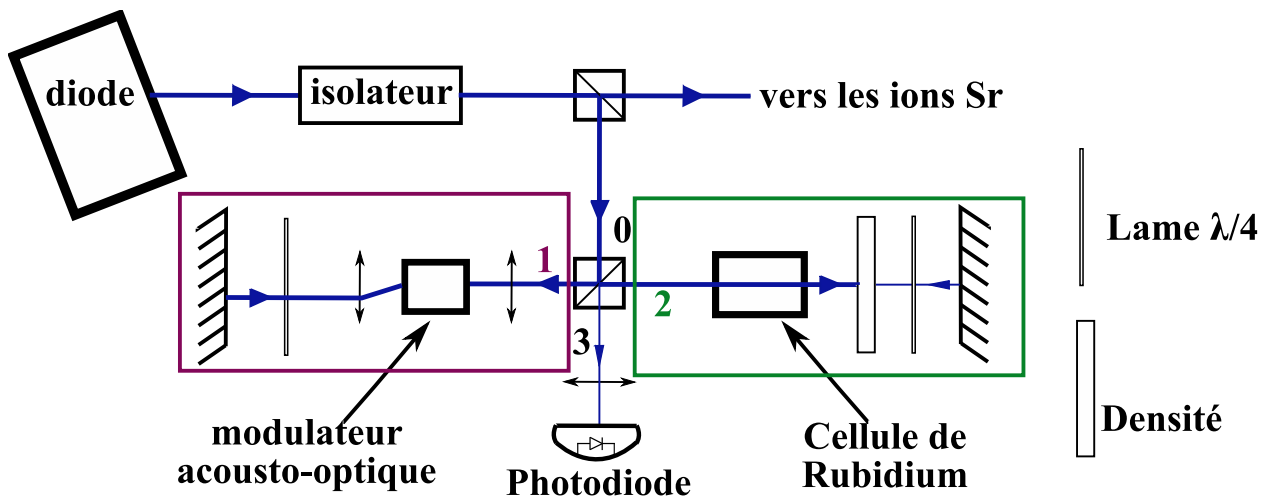 diode
isolateur
vers les ions Sr
0
1
2
3
Lame λ/4
modulateur
acousto-optique
Photodiode
Cellule de
Rubidium
Densité